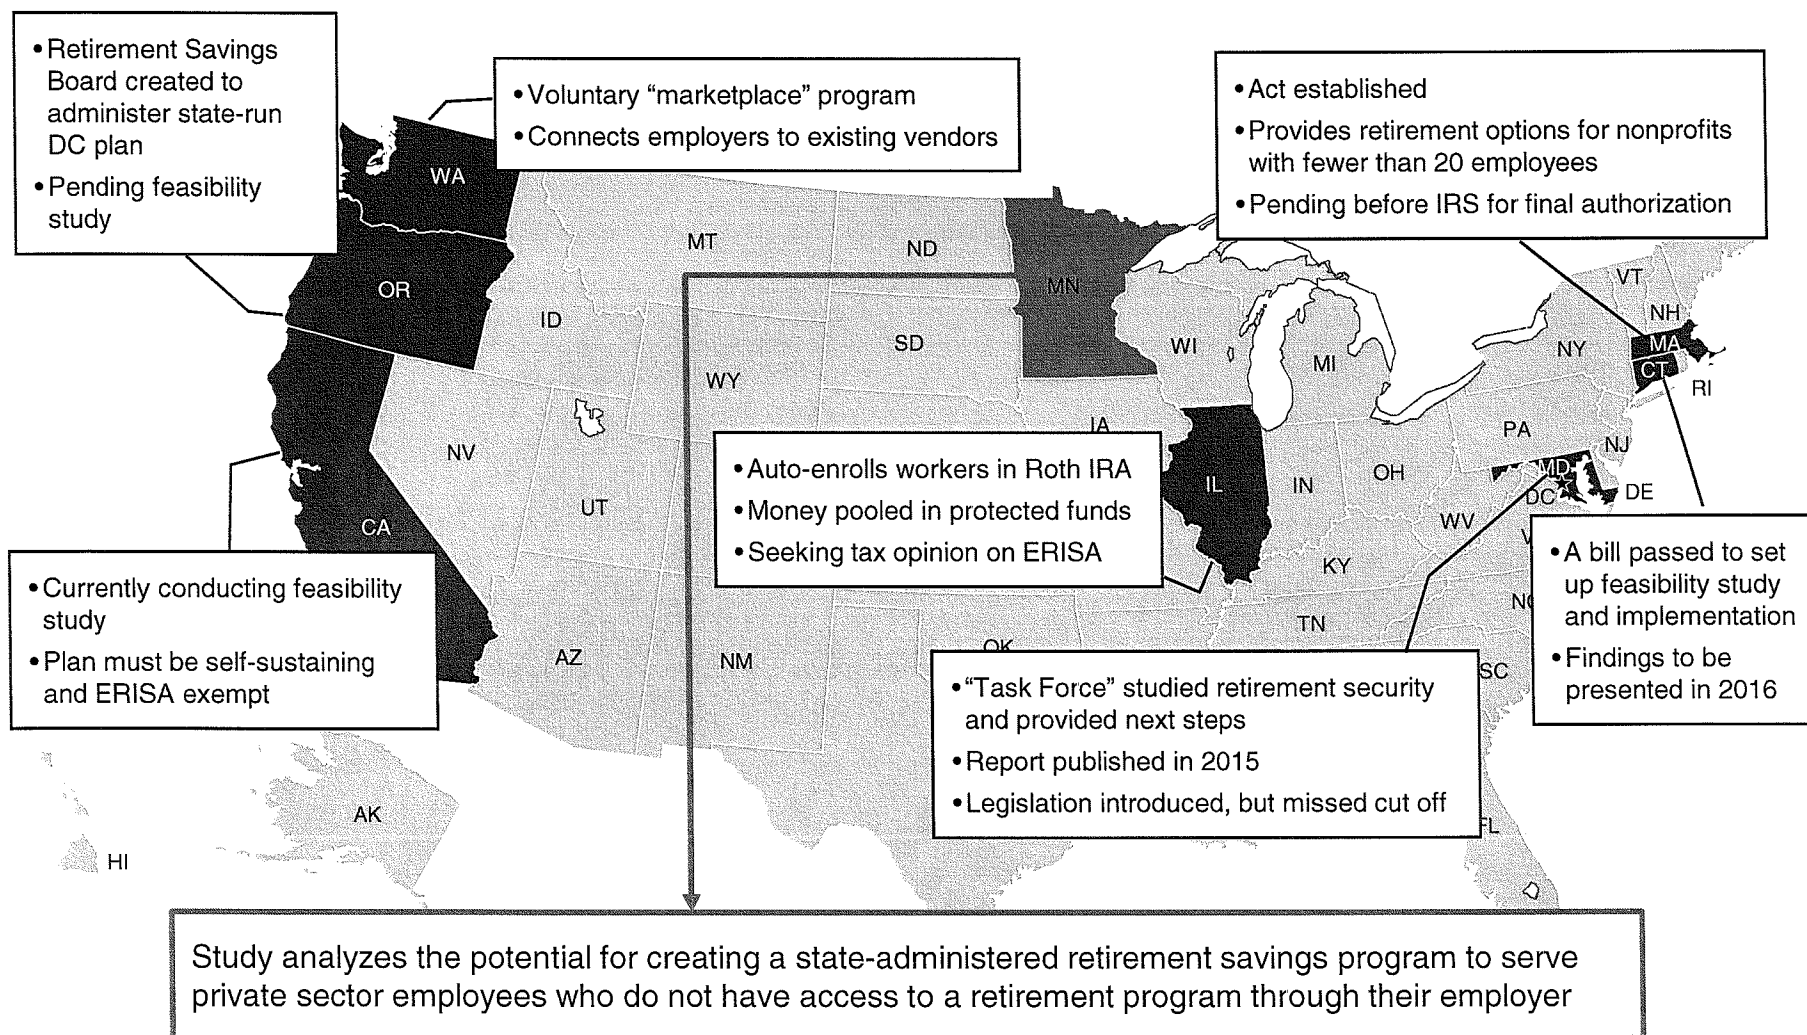 • Retirement Savings
Board created to
administer state-run
DC plan
• Pending feasibility
study
• Voluntary “marketplace” program
• Connects employers to existing vendors
• Act established
• Provides retirement options for nonprofits
with fewer than 20 employees
• Pending before IRS for final authorization
WA
MT
ND
MN
OR
ID
SD
WY
WI
MI
VT
NH
NY
MA
CT
RI
NV
UT
IA
PA
NJ
• Auto-enrolls workers in Roth IRA
• Money pooled in protected funds
• Seeking tax opinion on ERISA
IL
IN
OH
MD
DC
DE
WV
CA
KY
• Currently conducting feasibility
study
• Plan must be self-sustaining
and ERISA exempt
• A bill passed to set
up feasibility study
and implementation
• Findings to be
presented in 2016
AZ
NM
OK
TN
NC
SC
• “Task Force” studied retirement security
and provided next steps
• Report published in 2015
• Legislation introduced, but missed cut off
AK
HI
FL
Study analyzes the potential for creating a state-administered retirement savings program to serve
private sector employees who do not have access to a retirement program through their employer